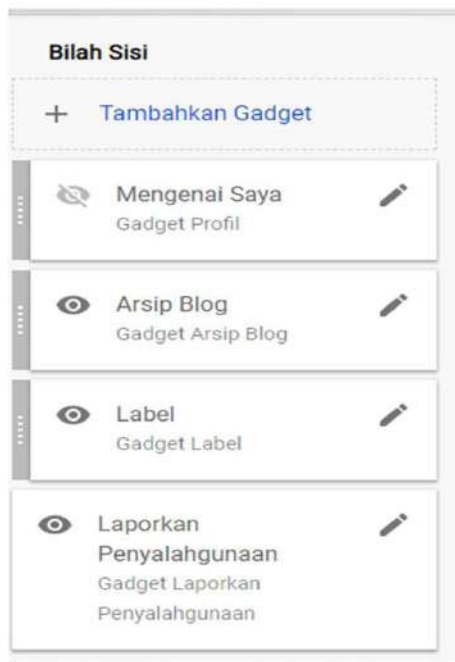 Bilah Sisi
+ Tambahkan Gadget
Mengenai Saya
Gadget Profil
Arsip Blog
Gadget Arsip Blog
Label
Gadget Label
Laporkan
Penyalahgunaan
Gadget Laporkan
Penyalahgunaan